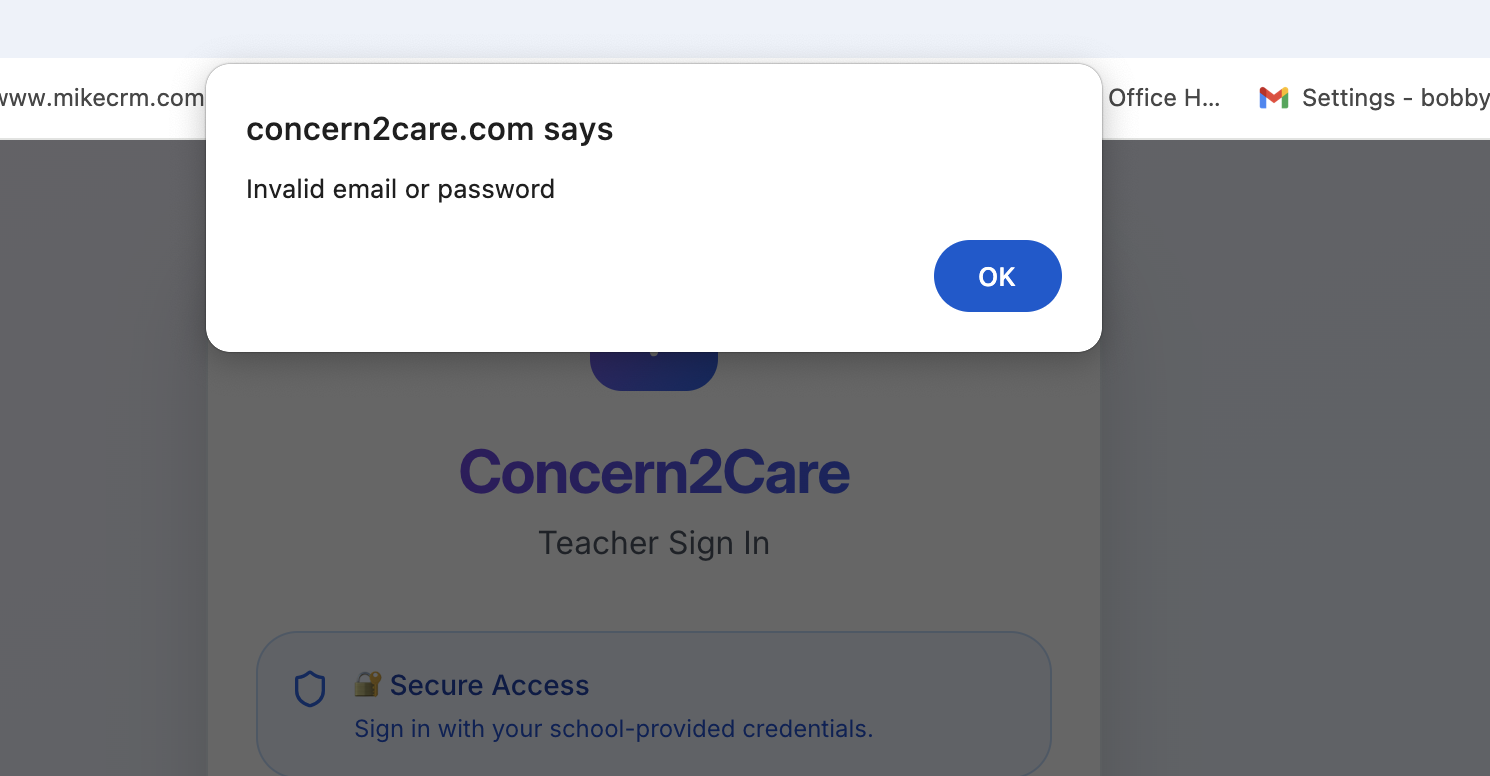 www.mikecrm.com
Office H...
Settings - bobby
concern2care.com says
Invalid email or password
OK
Concern2Care
Teacher Sign In
🔐 Secure Access
Sign in with your school-provided credentials.